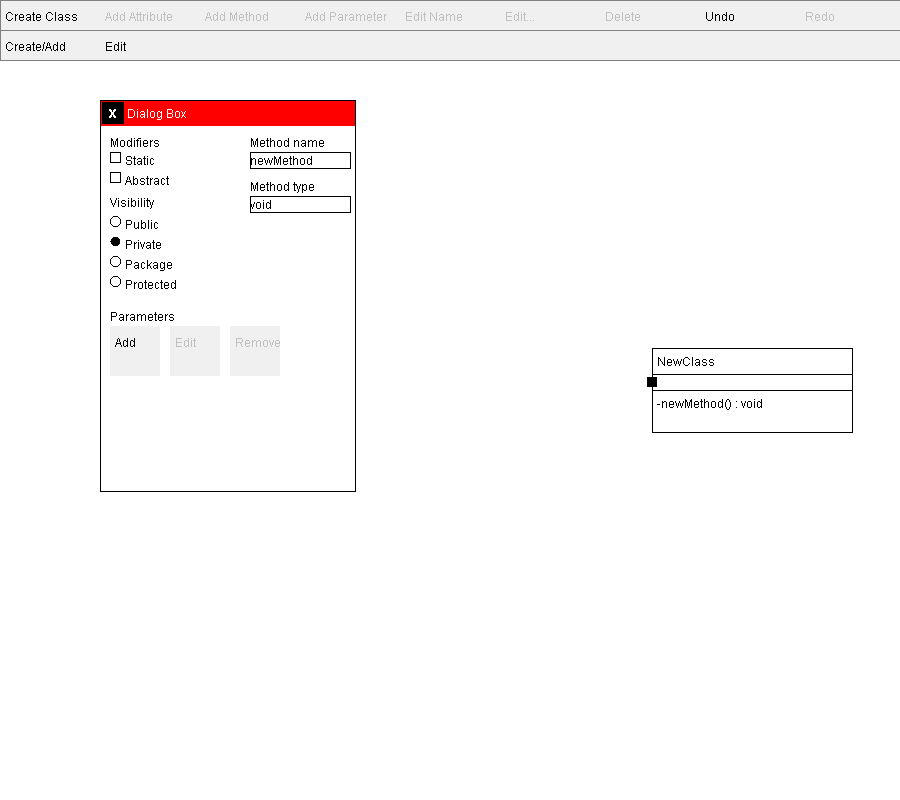 Create Class Add Attribute Add Method Add Parameter Edit Name Edit... Delete Undo Redo
Create/Add Edit
X Dialog Box
Modifiers
Static
Abstract
Visibility
Public
Private
Package
Protected
Method name
newMethod
Method type
void
Parameters
Add Edit Remove
NewClass
-newMethod() : void